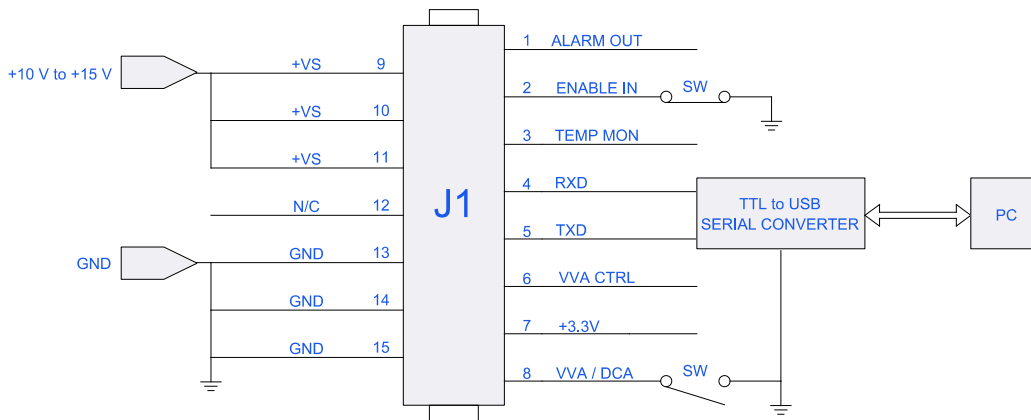 +10 V to +15 V
+VS 9
+VS 10
+VS 11
N/C 12
GND
GND 13
GND 14
GND 15
J1
1 ALARM OUT
2 ENABLE IN SW
3 TEMP MON
4 RXD
5 TXD
6 VVA CTRL
7 +3.3V
8 VVA / DCA SW
TTL to USB
SERIAL CONVERTER
PC